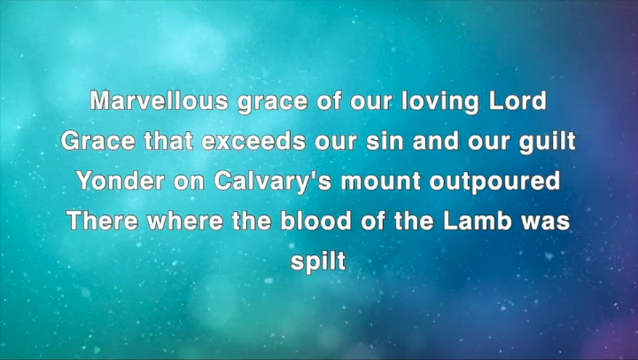 Marvellous grace of our loving Lord
Grace that exceeds our sin and our guilt
Yonder on Calvary's mount outpoured
There where the blood of the Lamb was
spilt